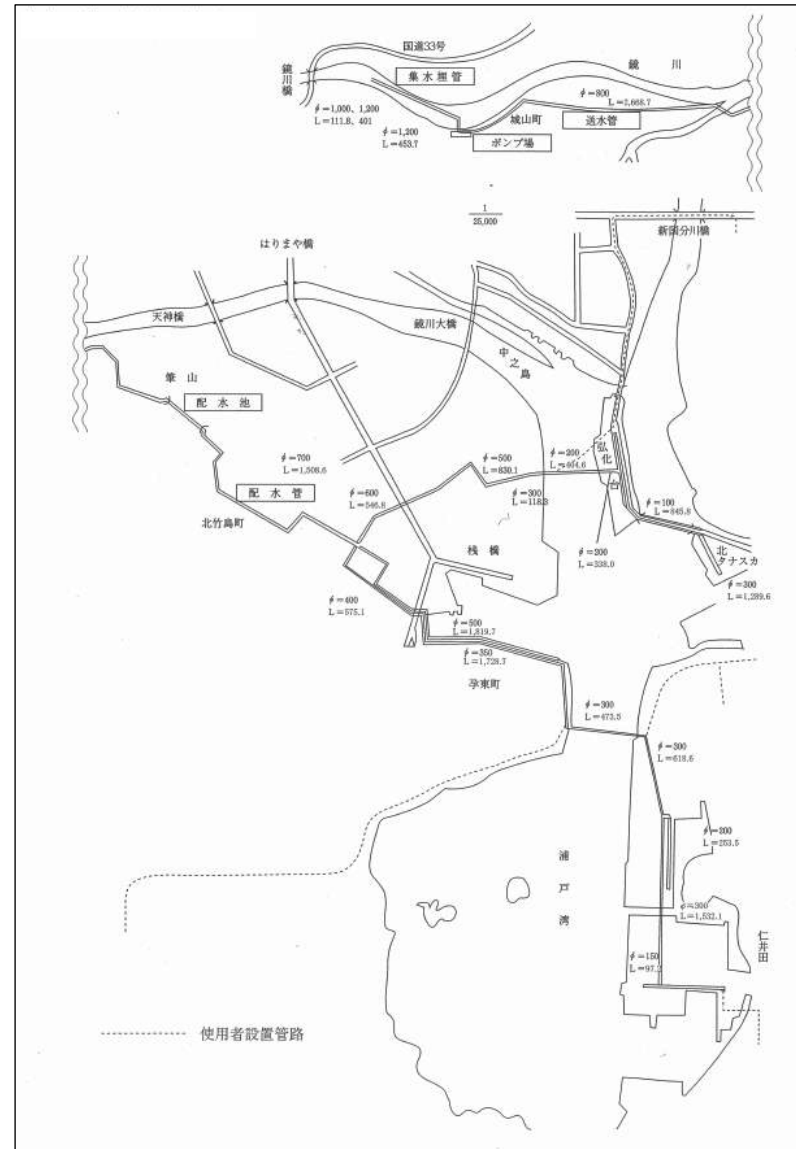 国道33号
鏡川橋
集水埋管
鏡川
φ=800
L=2,668.7
φ=1,000、1,200
L=111.8、401
城山町
送水管
φ=1,200
L=453.7
ポンプ場
1
25,000
新国分川橋
はりまや橋
天神橋
鏡川大橋
中之島
筆山
配水池
φ=700
L=1,508.6
φ=500
L=830.1
φ=200
L=404.6
弘化
配水管
φ=600
L=546.8
φ=300
L=118.3
φ=100
L=845.8
北竹島町
桟橋
φ=200
L=338.0
北タナスカ
φ=300
L=1,289.6
φ=400
L=575.1
φ=500
L=1,819.7
φ=350
L=1,728.7
孕東町
φ=300
L=473.5
φ=300
L=618.6
φ=200
L=253.5
浦戸湾
φ=300
L=1,532.1
仁井田
φ=150
使用者設置管路